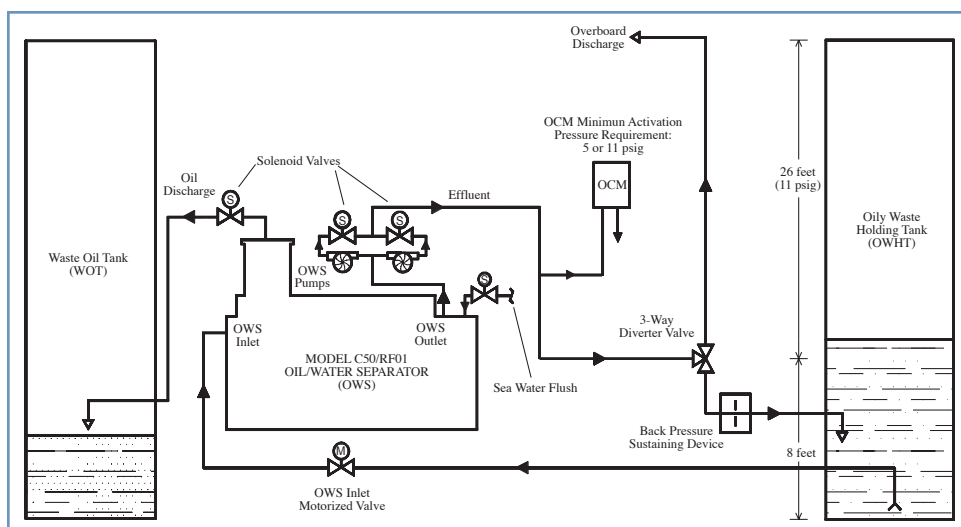 Overboard
Discharge
OCM Minimun Activation
Pressure Requirement:
5 or 11 psig
Solenoid Valves
Oil
Discharge
S
S
S
Effluent
OCM
26 feet
(11 psig)
Waste Oil Tank
(WOT)
Oily Waste
Holding Tank
(OWHT)
OWS
Pumps
S
OWS
Inlet
OWS
Outlet
3-Way
Diverter Valve
MODEL C50/RF01
OIL/WATER SEPARATOR
(OWS)
Sea Water Flush
Back Pressure
Sustaining Device
8 feet
M
OWS Inlet
Motorized Valve